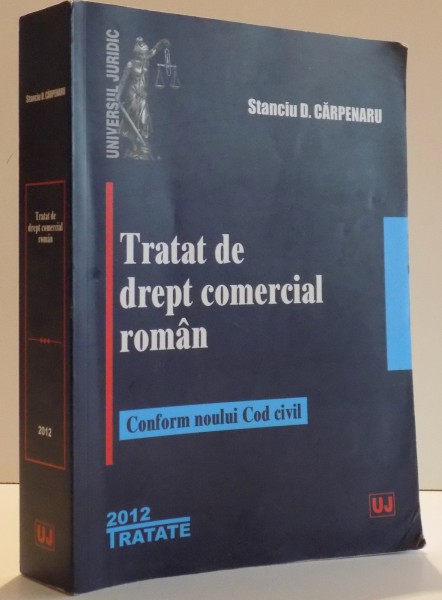 Stanciu D. CĂRPENARU
Tratat de
drept comercial
român
2012
UJ
UNIVERSUL JURIDIC
Stanciu D. CĂRPENARU
Tratat de
drept comercial
român
Conform noului Cod civil
2012
TRATATE
UJ